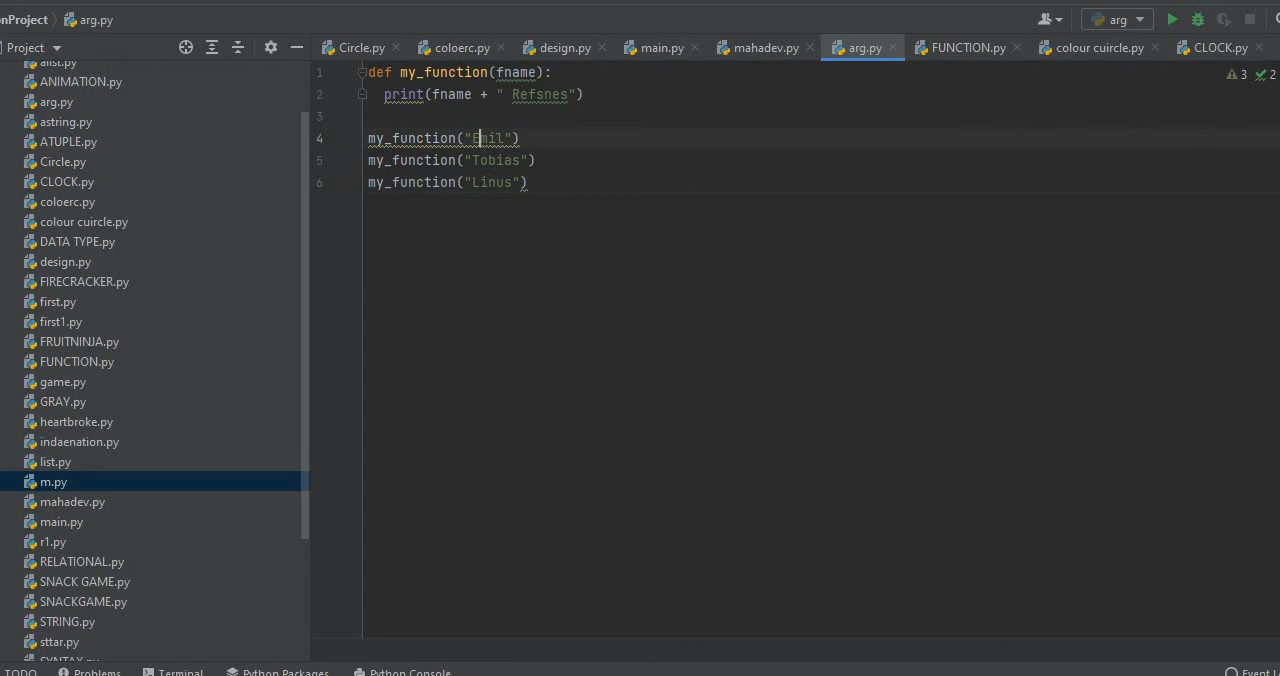 onProject arg.py
arg
Project
Circle.py coloerc.py design.py main.py mahadev.py arg.py FUNCTION.py colour cuircle.py CLOCK.py
alist.py
ANIMATION.py
arg.py
astring.py
ATUPLE.py
Circle.py
CLOCK.py
coloerc.py
colour cuircle.py
DATA TYPE.py
design.py
FIRECRACKER.py
first.py
first1.py
FRUITNINJA.py
FUNCTION.py
game.py
GRAY.py
heartbroke.py
indaenation.py
list.py
m.py
mahadev.py
main.py
r1.py
RELATIONAL.py
SNACK GAME.py
SNACKGAME.py
STRING.py
sttar.py
SYNTAX.py
1 def my_function(fname):
2 print(fname + " Refsnes")
3
4 my_function("Emil")
5 my_function("Tobias")
6 my_function("Linus")
3 2
TODO Problems Terminal Python Packages Python Console Event L